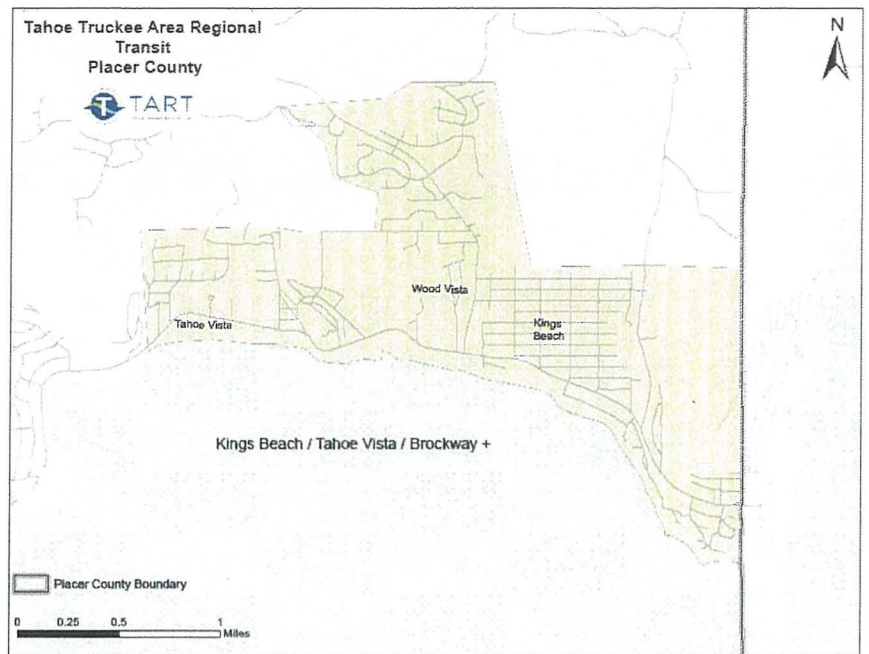 Tahoe Truckee Area Regional
Transit
Placer County
TART
N
Wood Vista
Tahoe Vista
Kings
Beach
Kings Beach / Tahoe Vista / Brockway +
Placer County Boundary
0 0.25 0.5 1
Miles